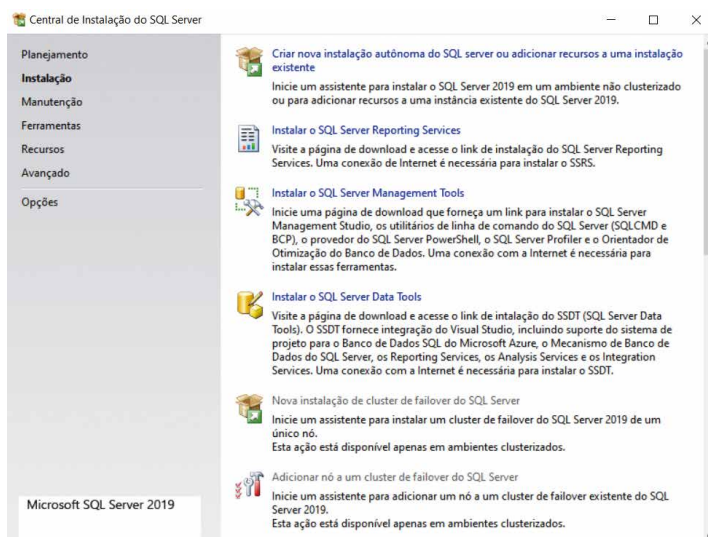 Central de Instalação do SQL Server
Planejamento
Instalação
Manutenção
Ferramentas
Recursos
Avançado
Opções
Microsoft SQL Server 2019
Criar nova instalação autônoma do SQL server ou adicionar recursos a uma instalação
existente
Inicie um assistente para instalar o SQL Server 2019 em um ambiente não clusterizado
ou para adicionar recursos a uma instância existente do SQL Server 2019.
Instalar o SQL Server Reporting Services
Visite a página de download e acesse o link de instalação do SQL Server Reporting
Services. Uma conexão de Internet é necessária para instalar o SSRS.
Instalar o SQL Server Management Tools
Inicie uma página de download que forneça um link para instalar o SQL Server
Management Studio, os utilitários de linha de comando do SQL Server (SQLCMD e
BCP), o provedor do SQL Server PowerShell, o SQL Server Profiler e o Orientador de
Otimização do Banco de Dados. Uma conexão com a Internet é necessária para
instalar essas ferramentas.
Instalar o SQL Server Data Tools
Visite a página de download e acesse o link de intalação do SSDT (SQL Server Data
Tools). O SSDT fornece integração do Visual Studio, incluindo suporte do sistema de
projeto para o Banco de Dados SQL do Microsoft Azure, o Mecanismo de Banco de
Dados do SQL Server, os Reporting Services, os Analysis Services e os Integration
Services. Uma conexão com a Internet é necessária para instalar o SSDT.
Nova instalação de cluster de failover do SQL Server
Inicie um assistente para instalar um cluster de failover do SQL Server 2019 de um
único nó.
Esta ação está disponível apenas em ambientes clusterizados.
Adicionar nó a um cluster de failover do SQL Server
Inicie um assistente para adicionar um nó a um cluster de failover existente do SQL
Server 2019.
Esta ação está disponível apenas em ambientes clusterizados.